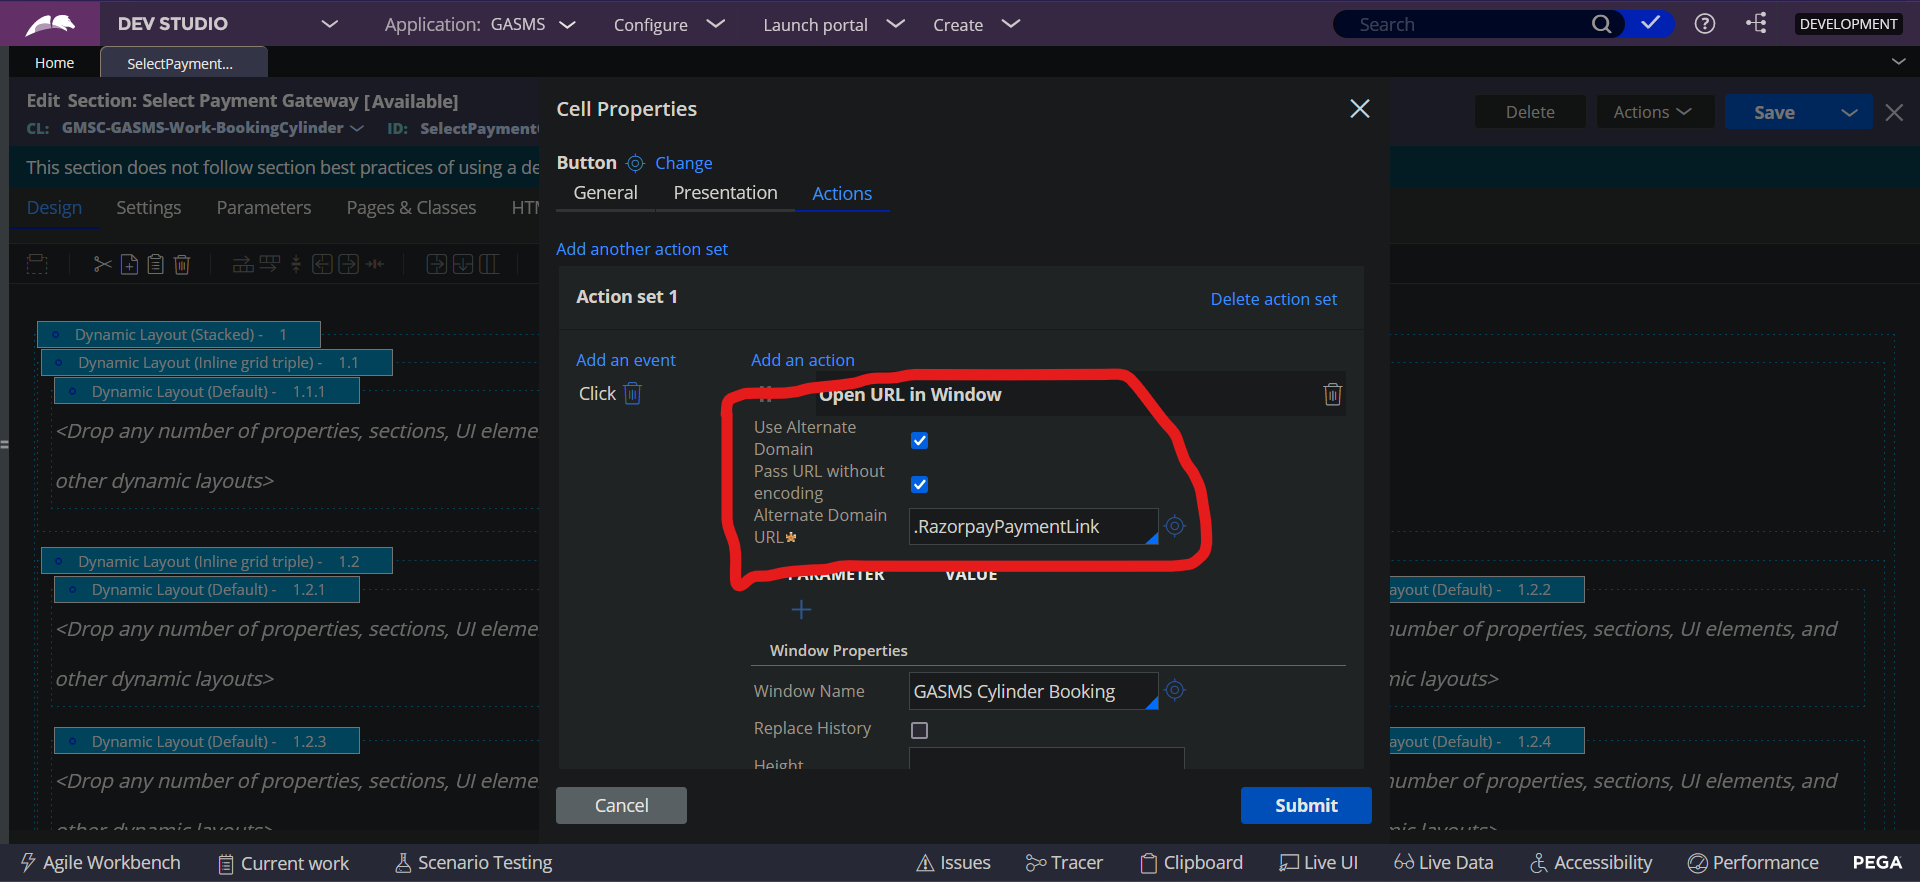 DEV STUDIO Application: GASMS Configure Launch portal Create Search DEVELOPMENT
Home SelectPayment...
Edit Section: Select Payment Gateway [Available] Delete Actions Save
CL: GMSC-GASMS-Work-BookingCylinder ID: SelectPayment
This section does not follow section best practices of using a de
Design Settings Parameters Pages & Classes HT
Cell Properties
Button Change
General Presentation Actions
Add another action set
Action set 1 Delete action set
Add an event Add an action
Click Open URL in Window
Use Alternate
Domain
Pass URL without
encoding
Alternate Domain
URL .RazorpayPaymentLink
PARAMETER VALUE
Window Properties
Window Name GASMS Cylinder Booking
Replace History
Height
Cancel Submit
Dynamic Layout (Stacked) - 1
Dynamic Layout (Inline grid triple) - 1.1
Dynamic Layout (Default) - 1.1.1
<Drop any number of properties, sections, UI eleme
other dynamic layouts>
Dynamic Layout (Inline grid triple) - 1.2
Dynamic Layout (Default) - 1.2.1 ayout (Default) - 1.2.2
<Drop any number of properties, sections, UI eleme number of properties, sections, UI elements, and
other dynamic layouts> mic layouts>
Dynamic Layout (Default) - 1.2.3 ayout (Default) - 1.2.4
<Drop any number of properties, sections, UI eleme number of properties, sections, UI elements, and
other dynamic layouts> mic layouts>
Agile Workbench Current work Scenario Testing Issues Tracer Clipboard Live UI Live Data Accessibility Performance PEGA